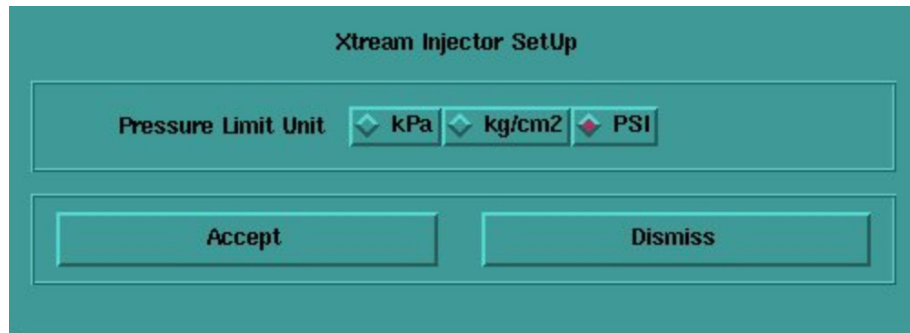 Xtream Injector SetUp
Pressure Limit Unit kPa kg/cm2 PSI
Accept Dismiss